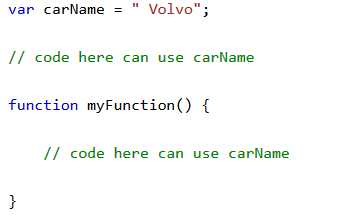 var carName = " Volvo";
// code here can use carName
function myFunction() {
// code here can use carName
}